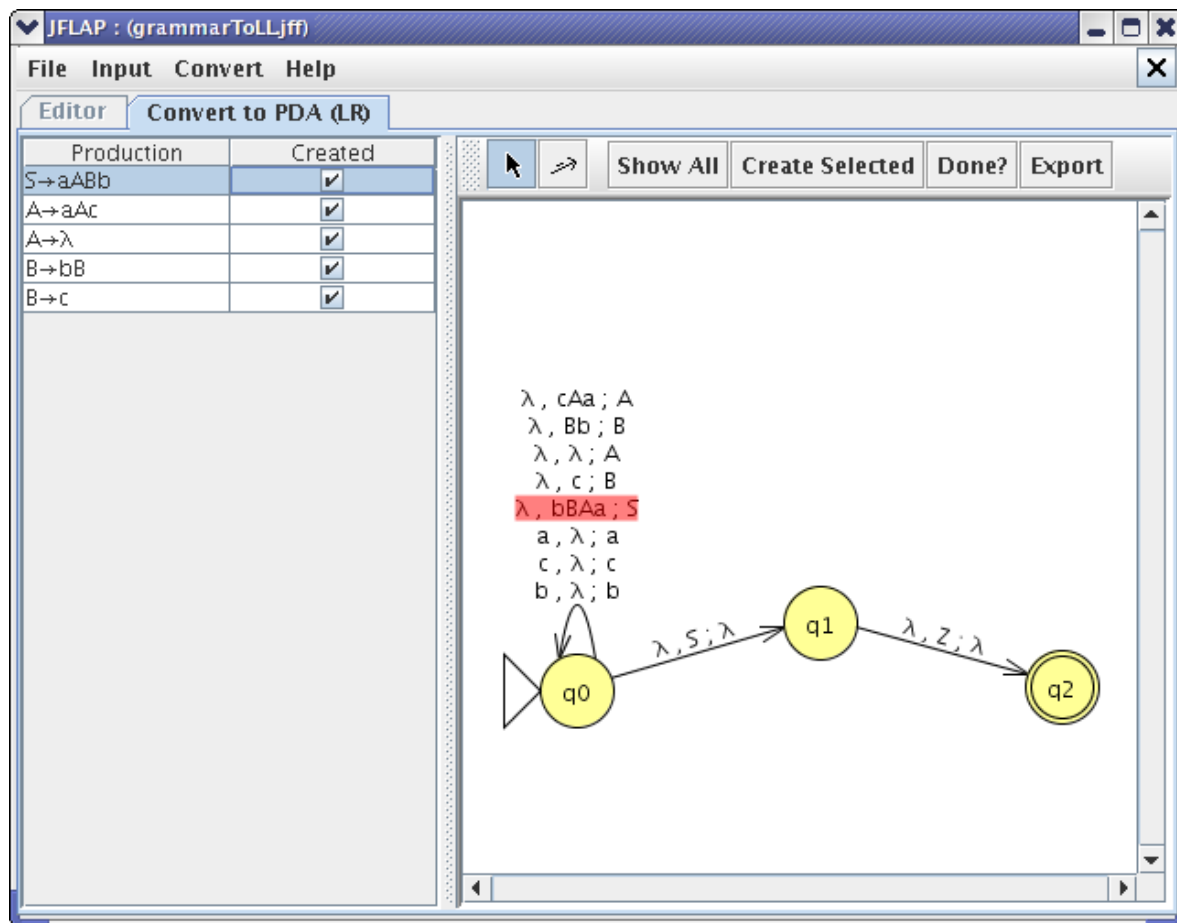 JFLAP : (grammarToLL.jff)
File Input Convert Help
Editor Convert to PDA (LR)
Production Created
S→aABb
A→aAc
A→λ
B→bB
B→c
Show All Create Selected Done? Export
λ , cAa ; A
λ , Bb ; B
λ , λ ; A
λ , c ; B
λ , bBAa ; S
a , λ ; a
c , λ ; c
b , λ ; b
λ , S ; λ
λ , Z ; λ
q0
q1
q2